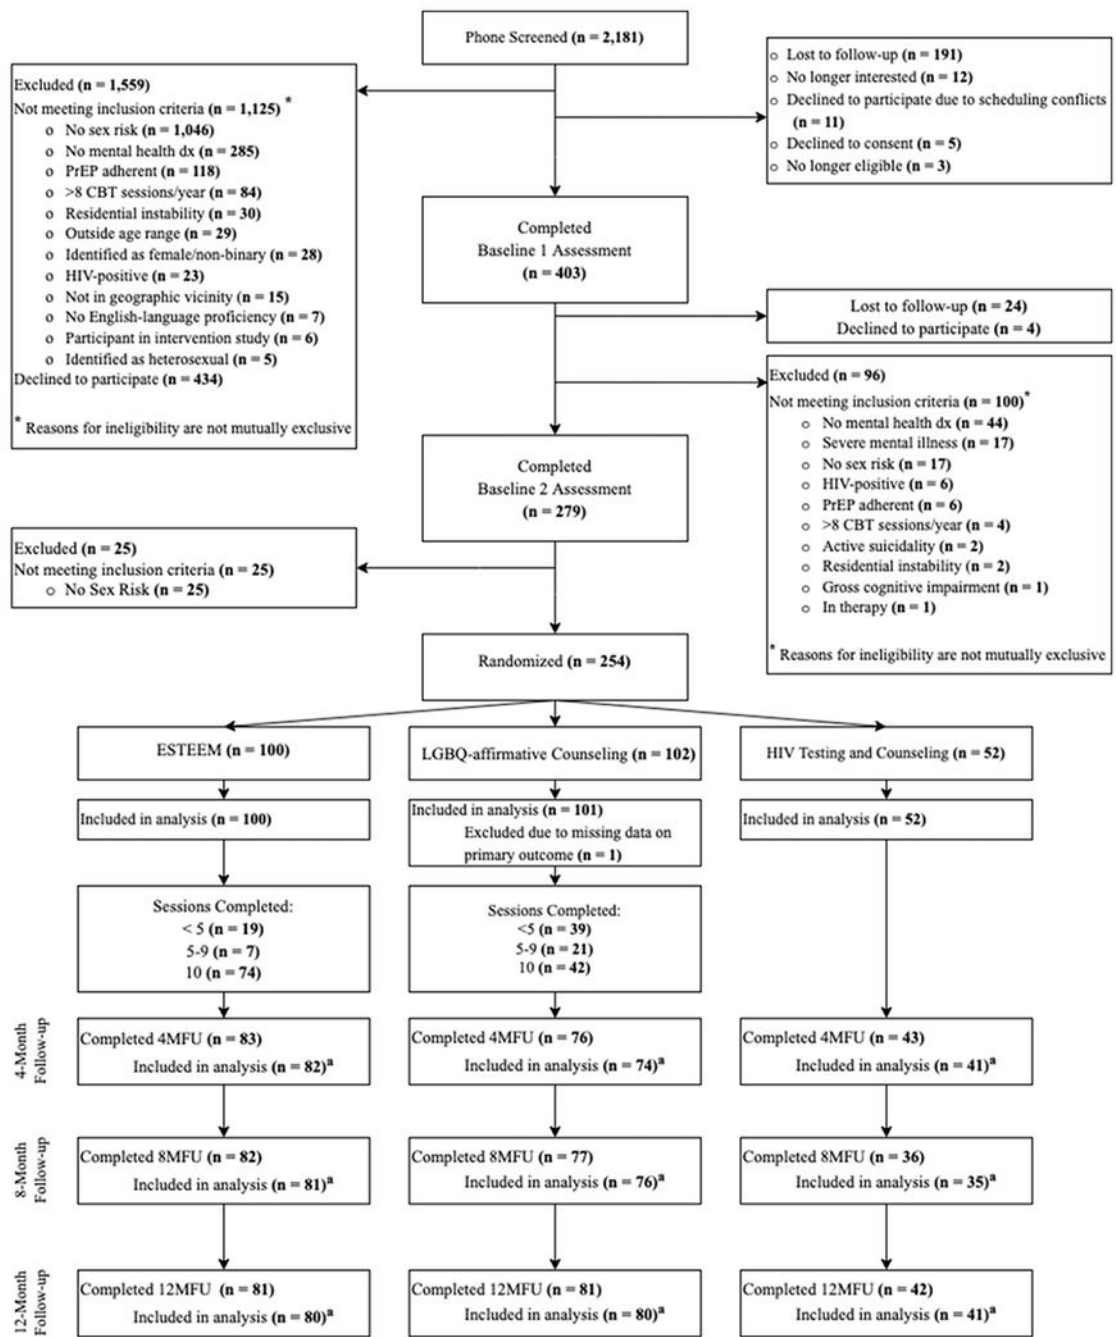 Phone Screened (n = 2,181)
Excluded (n = 1,559)
Not meeting inclusion criteria (n = 1,125) *
o No sex risk (n = 1,046)
o No mental health dx (n = 285)
o PrEP adherent (n = 118)
o >8 CBT sessions/year (n = 84)
o Residential instability (n = 30)
o Outside age range (n = 29)
o Identified as female/non-binary (n = 28)
o HIV-positive (n = 23)
o Not in geographic vicinity (n = 15)
o No English-language proficiency (n = 7)
o Participant in intervention study (n = 6)
o Identified as heterosexual (n = 5)
Declined to participate (n = 434)
* Reasons for ineligibility are not mutually exclusive
o Lost to follow-up (n = 191)
o No longer interested (n = 12)
o Declined to participate due to scheduling conflicts
(n = 11)
o Declined to consent (n = 5)
o No longer eligible (n = 3)
Completed
Baseline 1 Assessment
(n = 403)
Lost to follow-up (n = 24)
Declined to participate (n = 4)
Excluded (n = 96)
Not meeting inclusion criteria (n = 100)*
o No mental health dx (n = 44)
o Severe mental illness (n = 17)
o No sex risk (n = 17)
o HIV-positive (n = 6)
o PrEP adherent (n = 6)
o >8 CBT sessions/year (n = 4)
o Active suicidality (n = 2)
o Residential instability (n = 2)
o Gross cognitive impairment (n = 1)
o In therapy (n = 1)
* Reasons for ineligibility are not mutually exclusive
Completed
Baseline 2 Assessment
(n = 279)
Excluded (n = 25)
Not meeting inclusion criteria (n = 25)
o No Sex Risk (n = 25)
Randomized (n = 254)
ESTEEM (n = 100)
LGBQ-affirmative Counseling (n = 102)
HIV Testing and Counseling (n = 52)
Included in analysis (n = 100)
Included in analysis (n = 101)
Excluded due to missing data on
primary outcome (n = 1)
Included in analysis (n = 52)
Sessions Completed:
< 5 (n = 19)
5-9 (n = 7)
10 (n = 74)
Sessions Completed:
<5 (n = 39)
5-9 (n = 21)
10 (n = 42)
4-Month
Follow-up
Completed 4MFU (n = 83)
Included in analysis (n = 82)a
Completed 4MFU (n = 76)
Included in analysis (n = 74)a
Completed 4MFU (n = 43)
Included in analysis (n = 41)a
8-Month
Follow-up
Completed 8MFU (n = 82)
Included in analysis (n = 81)a
Completed 8MFU (n = 77)
Included in analysis (n = 76)a
Completed 8MFU (n = 36)
Included in analysis (n = 35)a
12-Month
Follow-up
Completed 12MFU (n = 81)
Included in analysis (n = 80)a
Completed 12MFU (n = 81)
Included in analysis (n = 80)a
Completed 12MFU (n = 42)
Included in analysis (n = 41)a